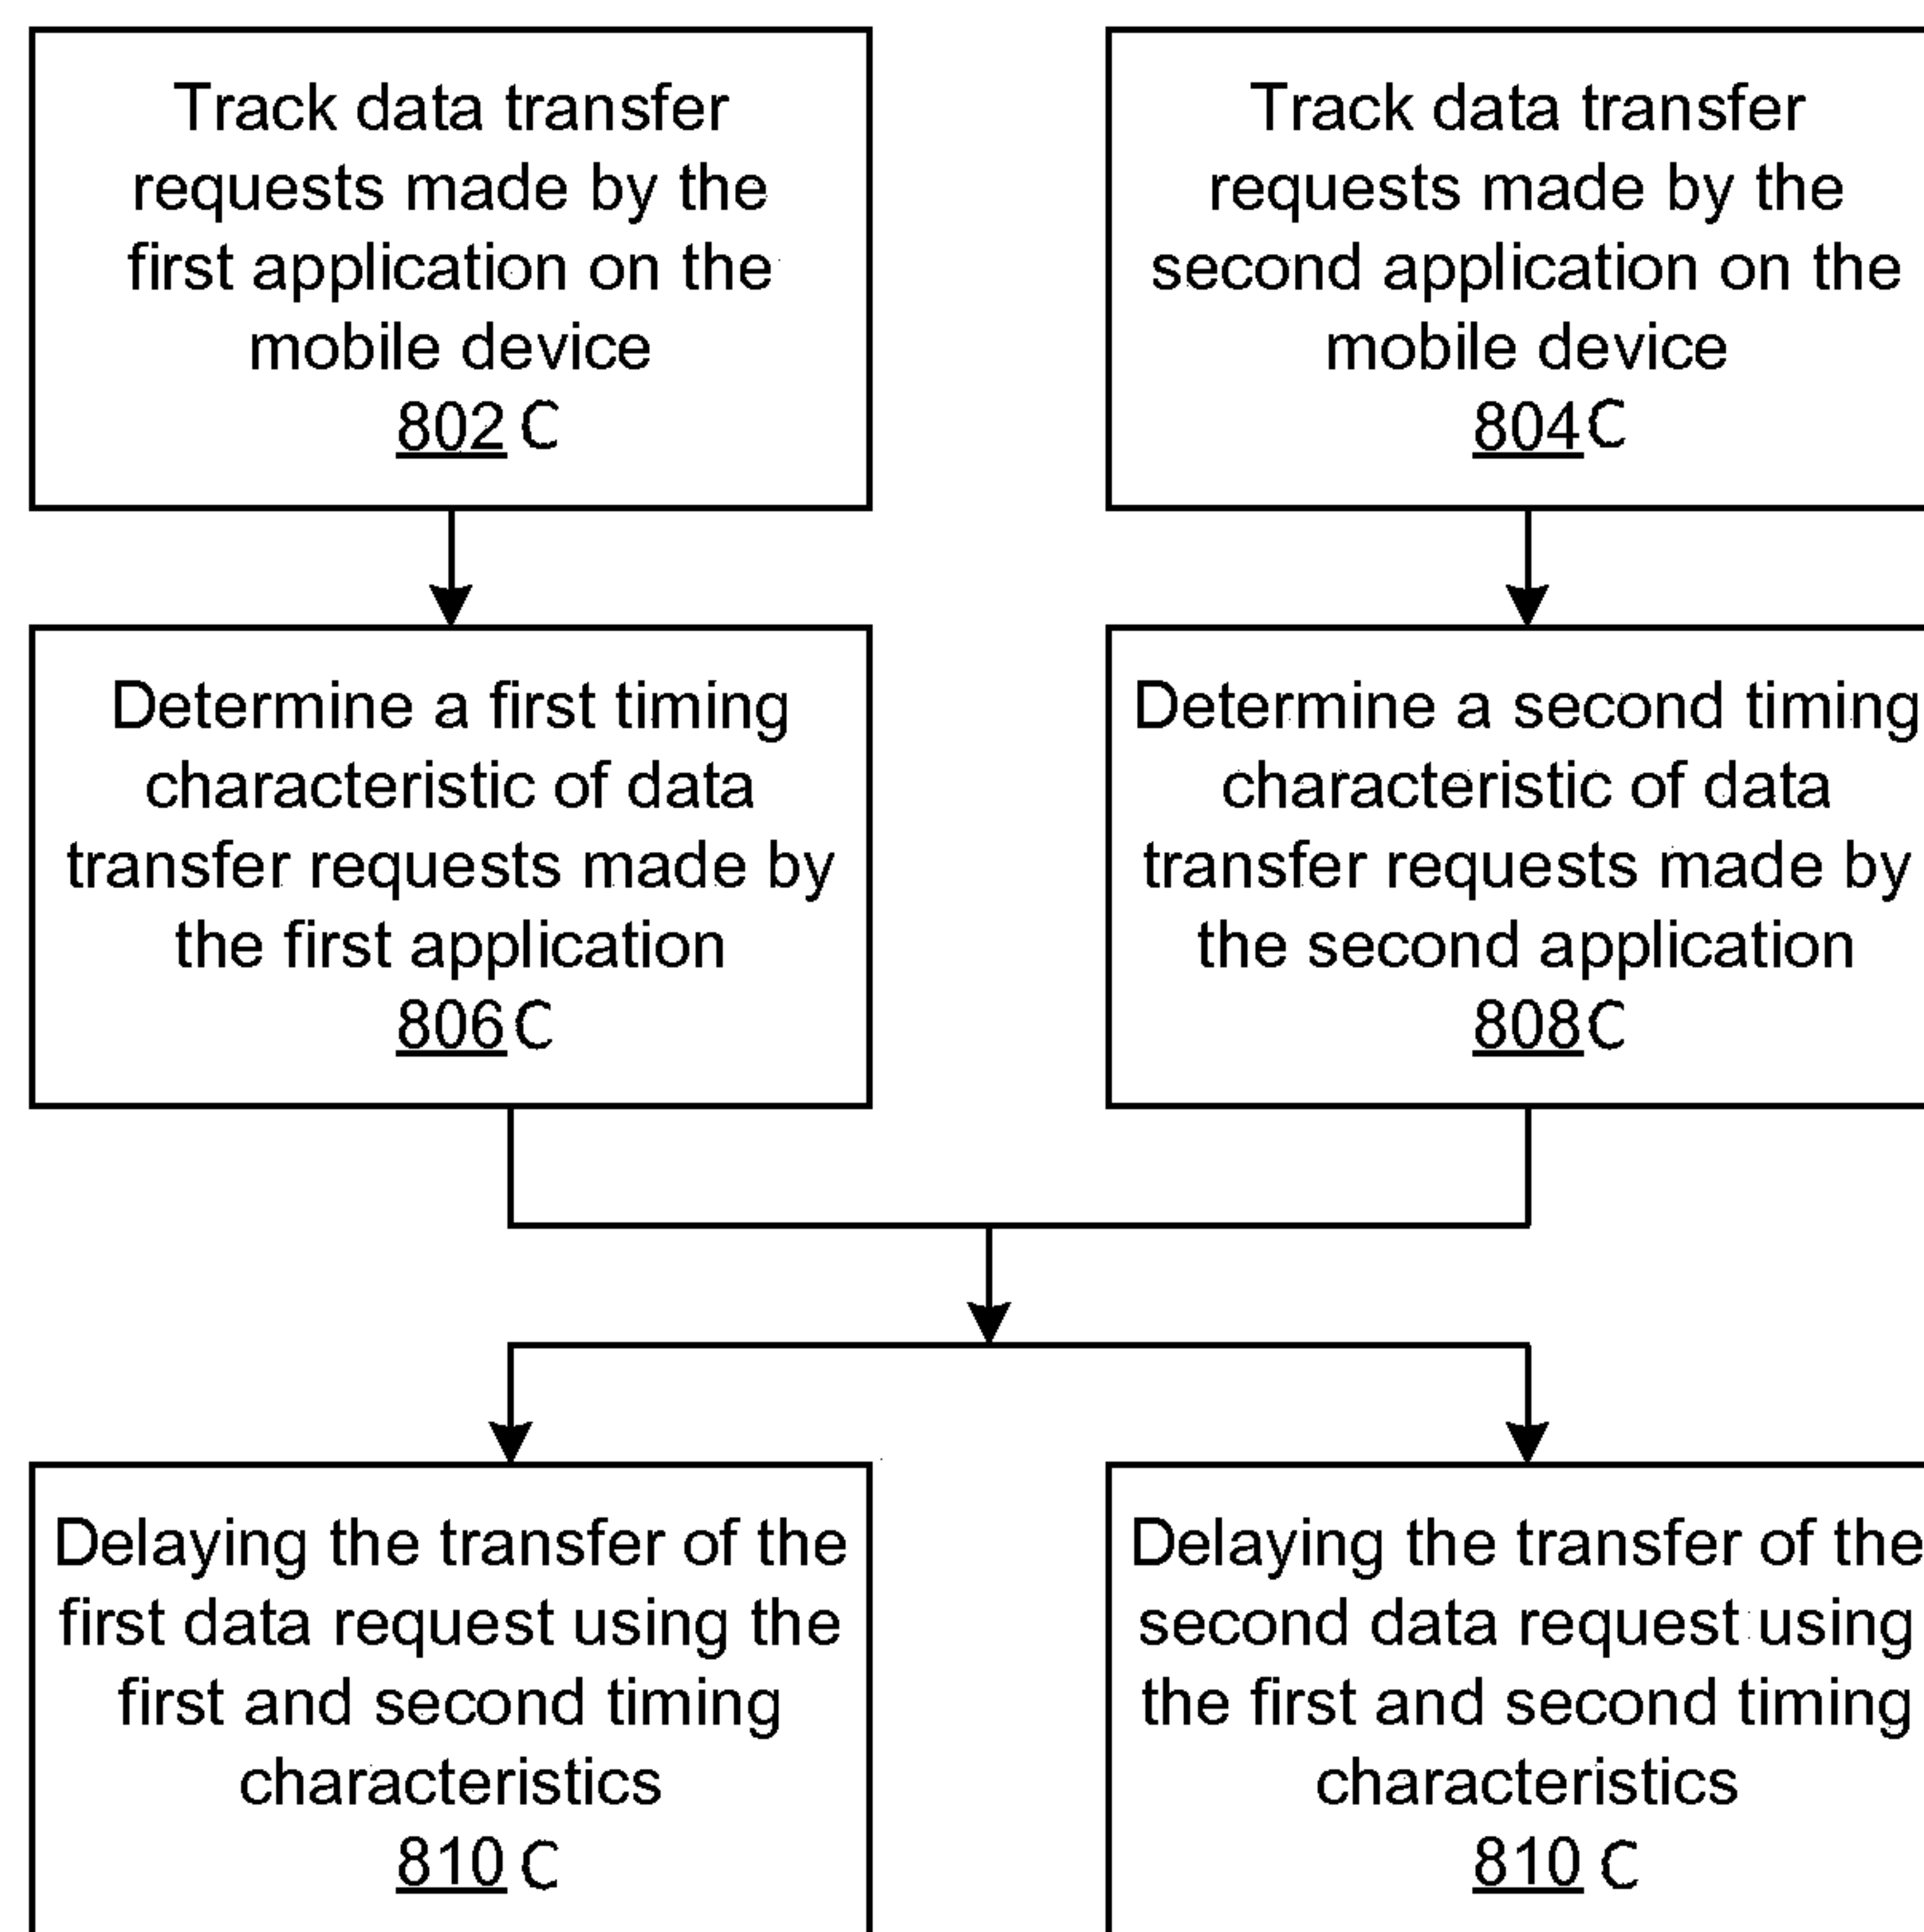 Track data transfer
requests made by the
first application on the
mobile device
802 C
Track data transfer
requests made by the
second application on the
mobile device
804 C
Determine a first timing
characteristic of data
transfer requests made by
the first application
806 C
Determine a second timing
characteristic of data
transfer requests made by
the second application
808 C
Delaying the transfer of the
first data request using the
first and second timing
characteristics
810 C
Delaying the transfer of the
second data request using
the first and second timing
characteristics
810 C